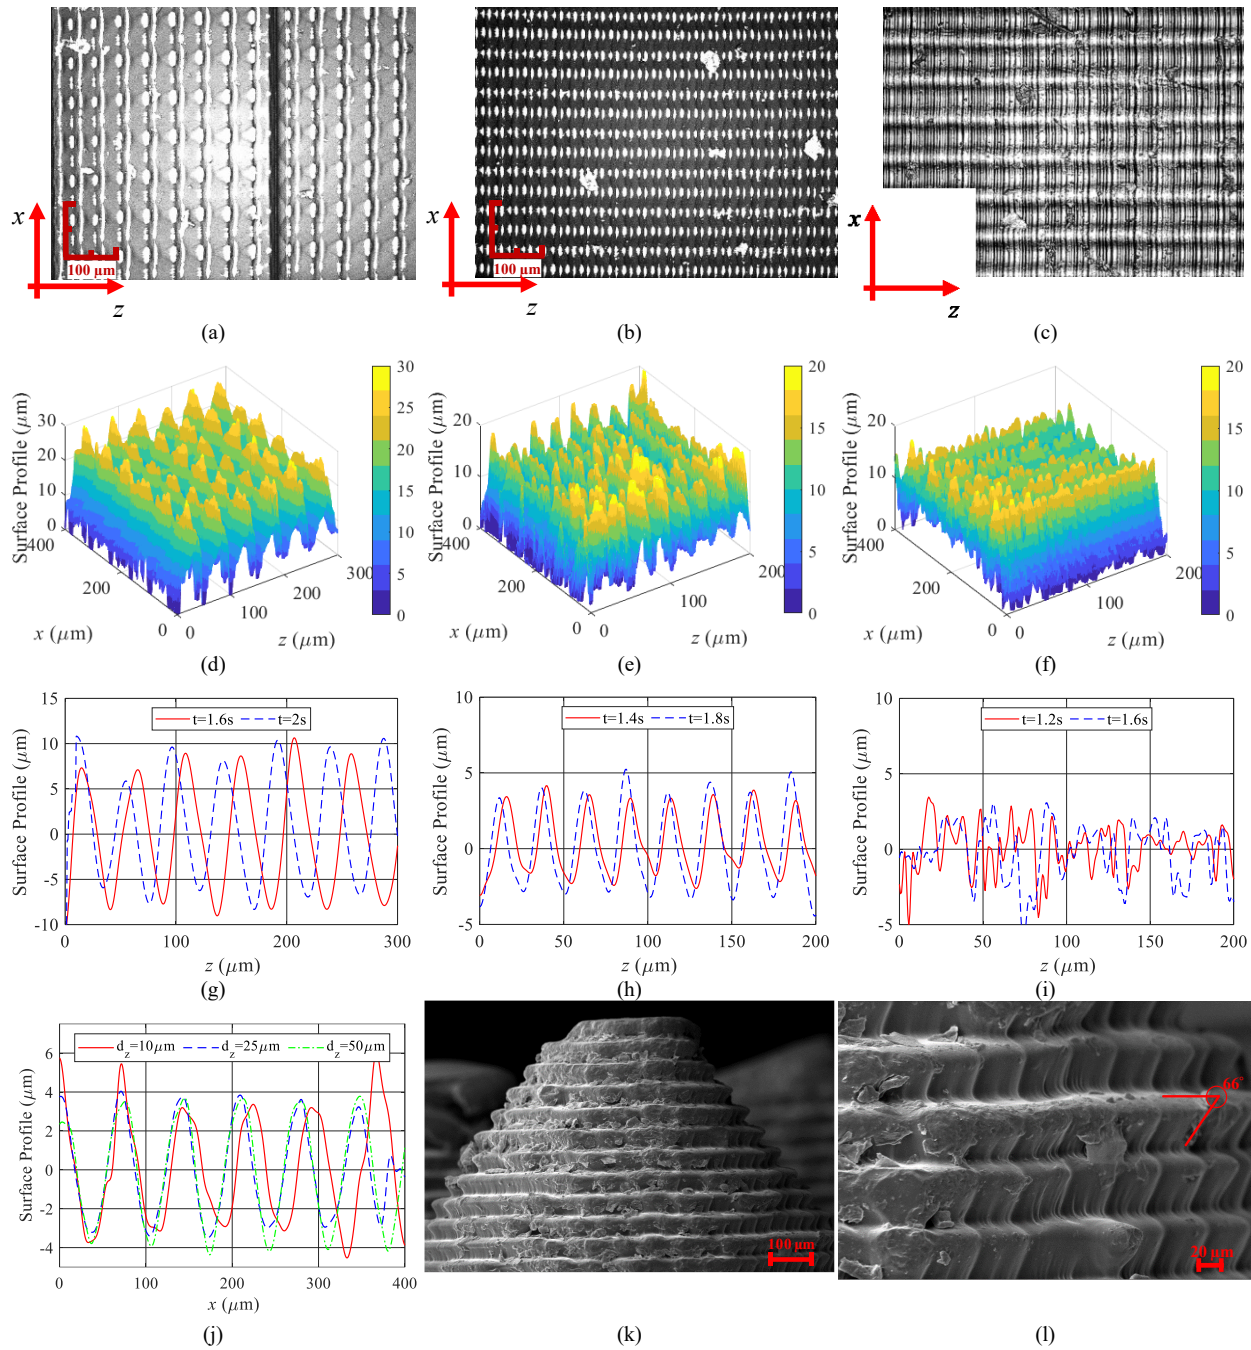 x
100 μm
z
(a)
x
100 μm
z
(b)
x
z
(c)
Surface Profile (μm)
30
20
10
0
400
200
0
x (μm)
0
100
200
300
z (μm)
30
25
20
15
10
5
0
(d)
Surface Profile (μm)
20
10
0
400
200
0
x (μm)
0
100
200
z (μm)
20
15
10
5
0
(e)
Surface Profile (μm)
20
10
0
400
200
0
x (μm)
0
100
200
z (μm)
20
15
10
5
0
(f)
Surface Profile (μm)
15
10
5
0
-5
-10
t=1.6s t=2s
0 100 200 300
z (μm)
(g)
Surface Profile (μm)
10
5
0
-5
t=1.4s t=1.8s
0 50 100 150 200
z (μm)
(h)
Surface Profile (μm)
10
5
0
-5
t=1.2s t=1.6s
0 50 100 150 200
z (μm)
(i)
Surface Profile (μm)
6
4
2
0
-2
-4
d_z=10μm d_z=25μm d_z=50μm
0 100 200 300 400
x (μm)
(j)
100 μm
(k)
66°
20 μm
(l)